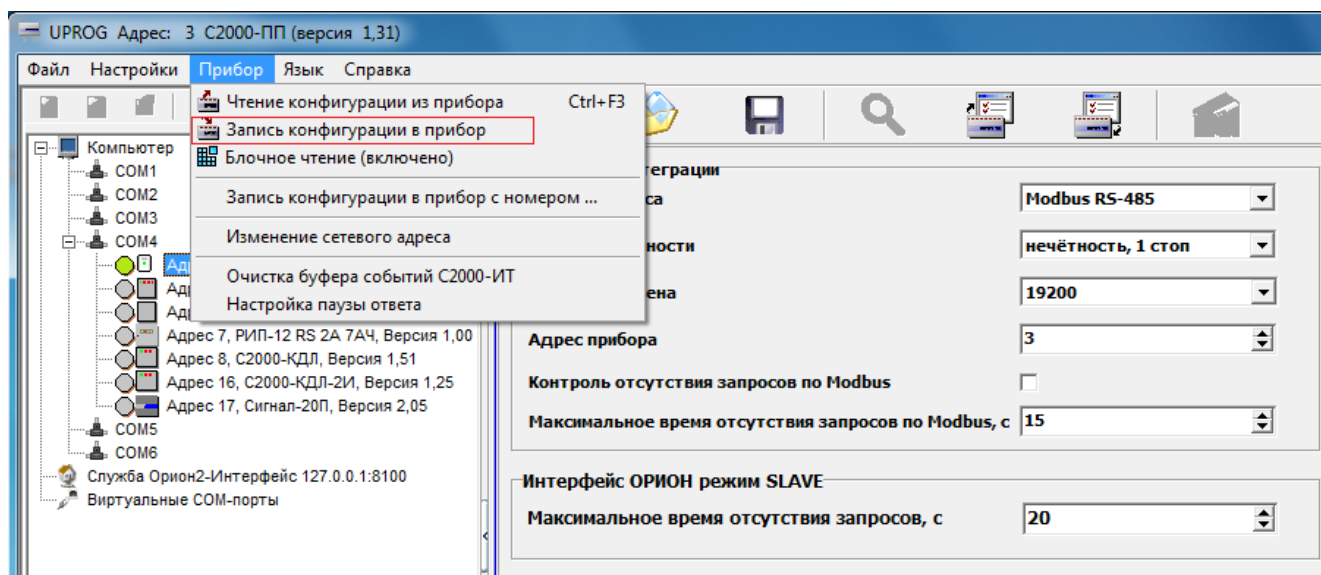 UPROG Адрес: 3 С2000-ПП (версия 1,31)
Файл Настройки Прибор Язык Справка
Чтение конфигурации из прибора Ctrl+F3
Запись конфигурации в прибор
Блочное чтение (включено)
Запись конфигурации в прибор с номером ...
Изменение сетевого адреса
Очистка буфера событий С2000-ИТ
Настройка паузы ответа
Компьютер
COM1
COM2
COM3
COM4
Адрес 7, РИП-12 RS 2А 7АЧ, Версия 1,00
Адрес 8, С2000-КДЛ, Версия 1,51
Адрес 16, С2000-КДЛ-2И, Версия 1,25
Адрес 17, Сигнал-20П, Версия 2,05
COM5
COM6
Служба Орион2-Интерфейс 127.0.0.1:8100
Виртуальные COM-порты
Modbus RS-485
нечётность, 1 стоп
19200
Адрес прибора 3
Контроль отсутствия запросов по Modbus
Максимальное время отсутствия запросов по Modbus, с 15
Интерфейс ОРИОН режим SLAVE
Максимальное время отсутствия запросов, с 20